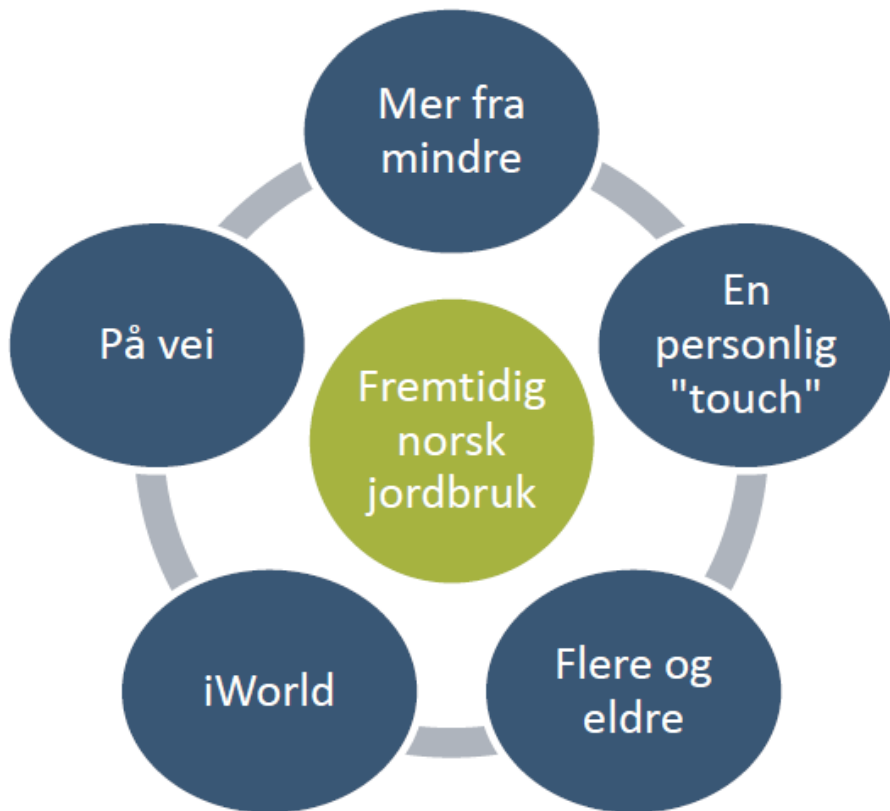 Mer fra
mindre
En
personlig
"touch"
Flere og
eldre
iWorld
På vei
Fremtidig
norsk
jordbruk